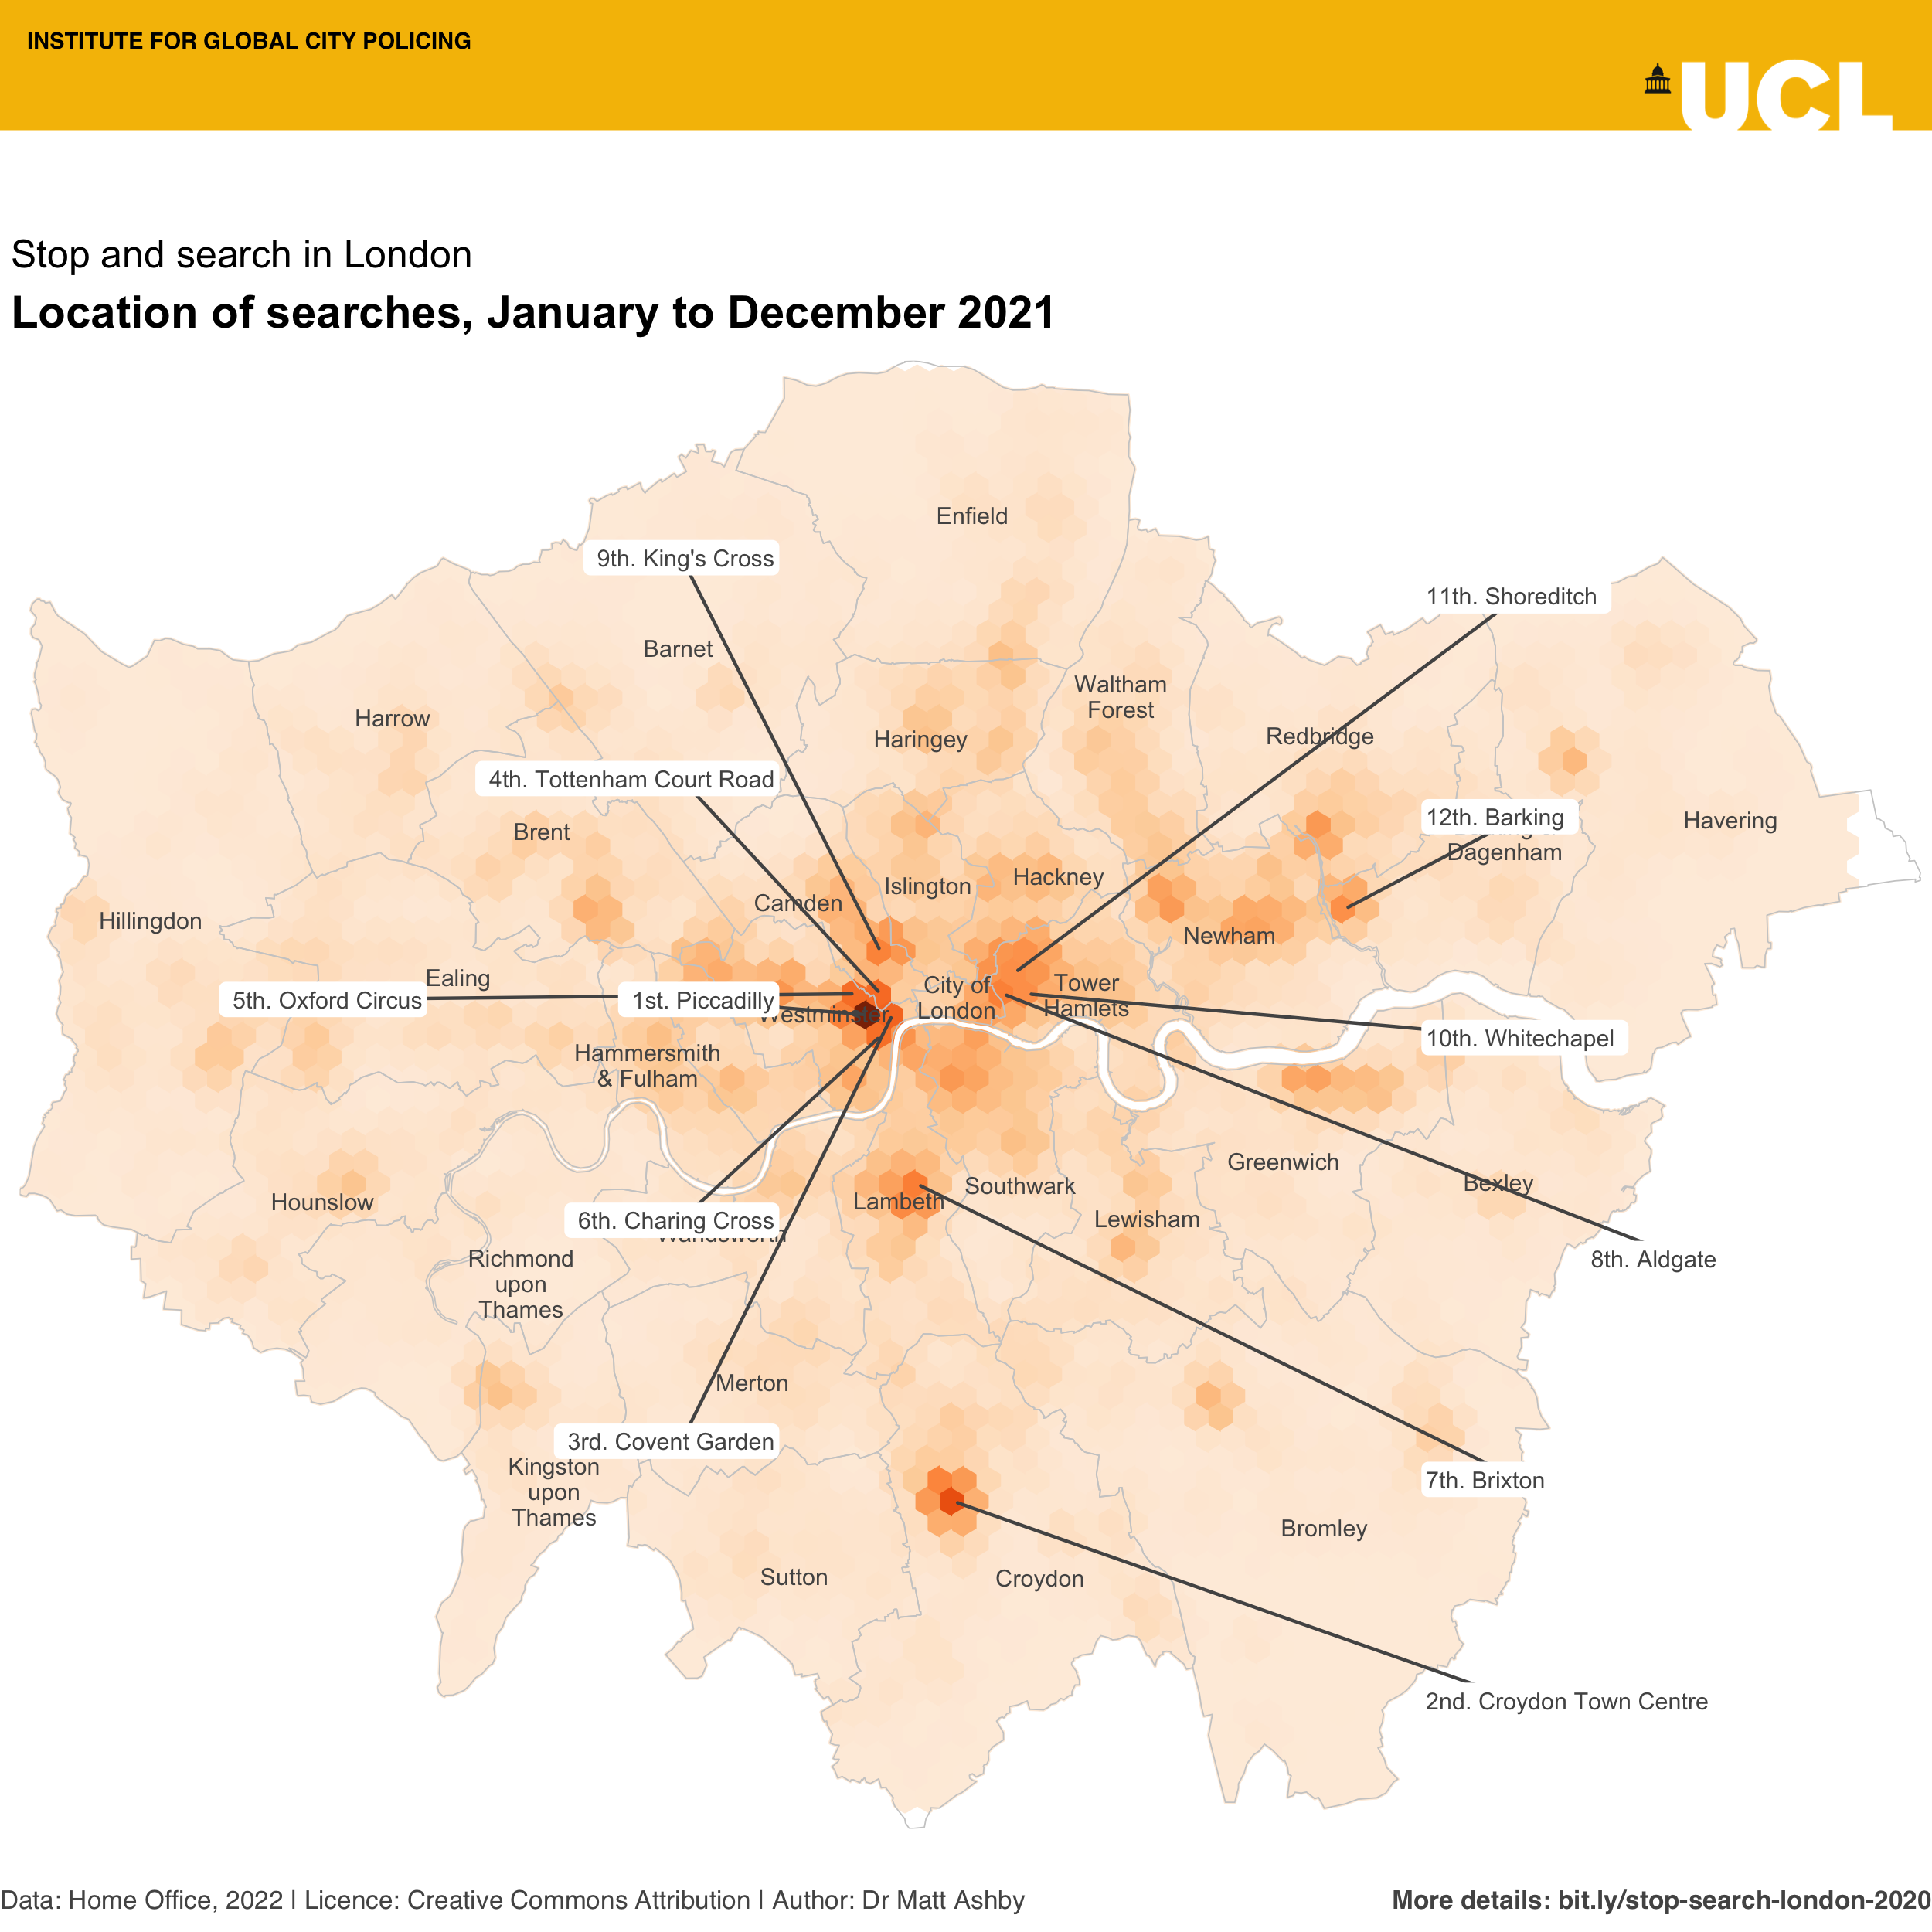 INSTITUTE FOR GLOBAL CITY POLICING
UCL
Stop and search in London
Location of searches, January to December 2021
Enfield
9th. King's Cross
11th. Shoreditch
Barnet
Waltham
Forest
Harrow
Haringey
Redbridge
4th. Tottenham Court Road
12th. Barking
Havering
Brent
Dagenham
Hackney
Islington
Camden
Hillingdon
Newham
Ealing
City of
London
Tower
Hamlets
5th. Oxford Circus
1st. Piccadilly
Westminster
10th. Whitechapel
Hammersmith
& Fulham
Greenwich
Bexley
Southwark
Lambeth
Hounslow
Lewisham
6th. Charing Cross
Wandsworth
Richmond
upon
Thames
8th. Aldgate
Merton
3rd. Covent Garden
Kingston
upon
Thames
7th. Brixton
Bromley
Sutton
Croydon
2nd. Croydon Town Centre
Data: Home Office, 2022 | Licence: Creative Commons Attribution | Author: Dr Matt Ashby
More details: bit.ly/stop-search-london-2020